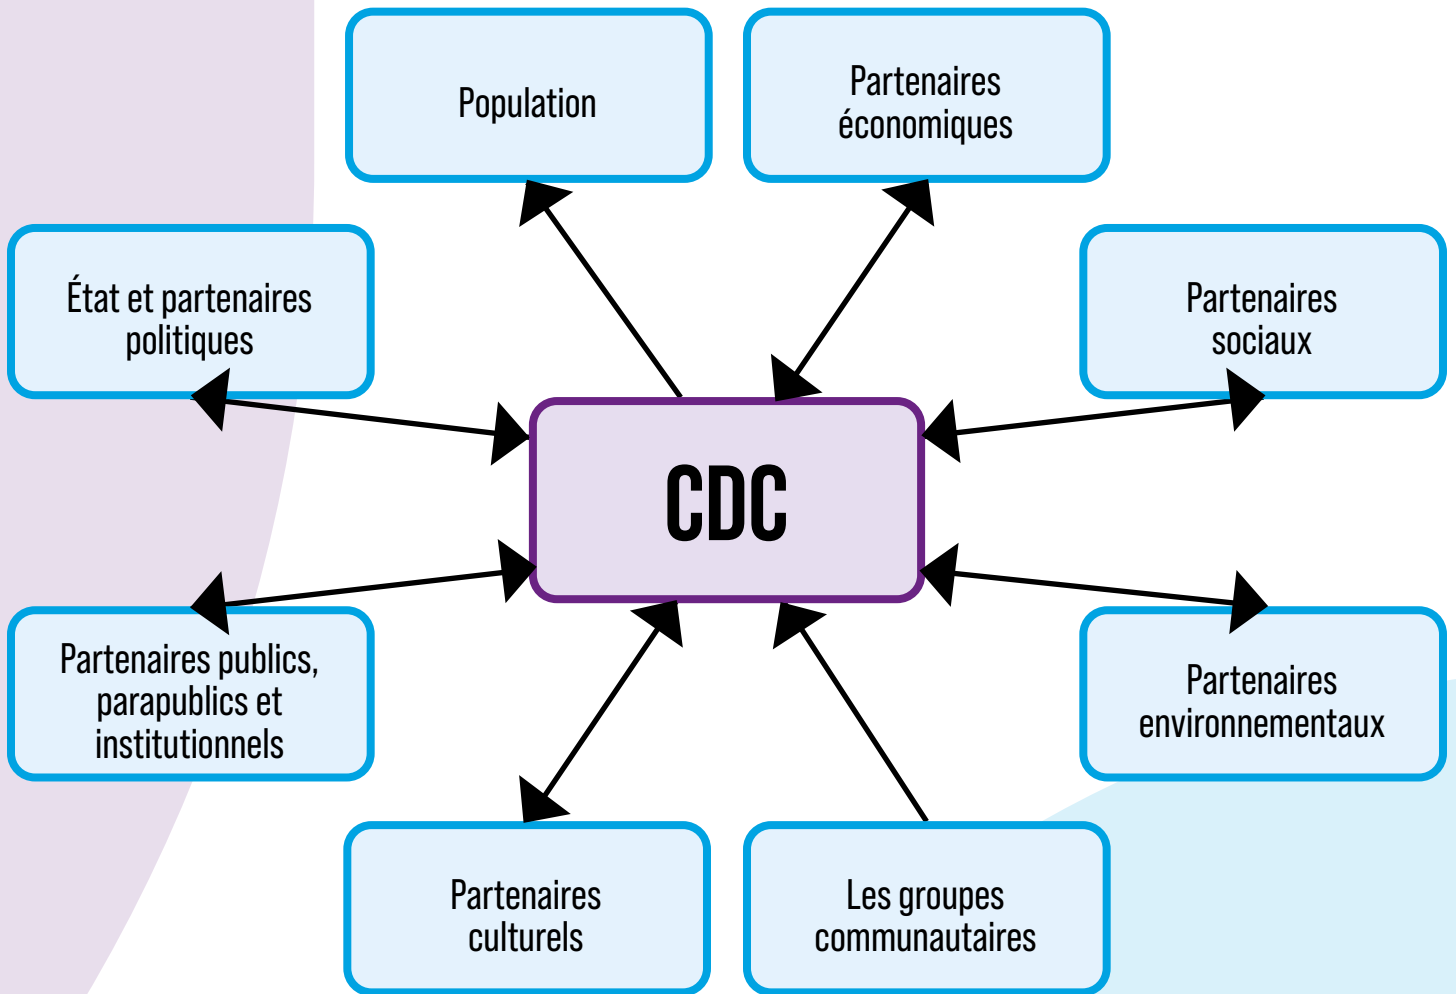 Population
Partenaires
économiques
État et partenaires
politiques
Partenaires
sociaux
CDC
Partenaires publics,
parapublics et
institutionnels
Partenaires
environnementaux
Partenaires
culturels
Les groupes
communautaires